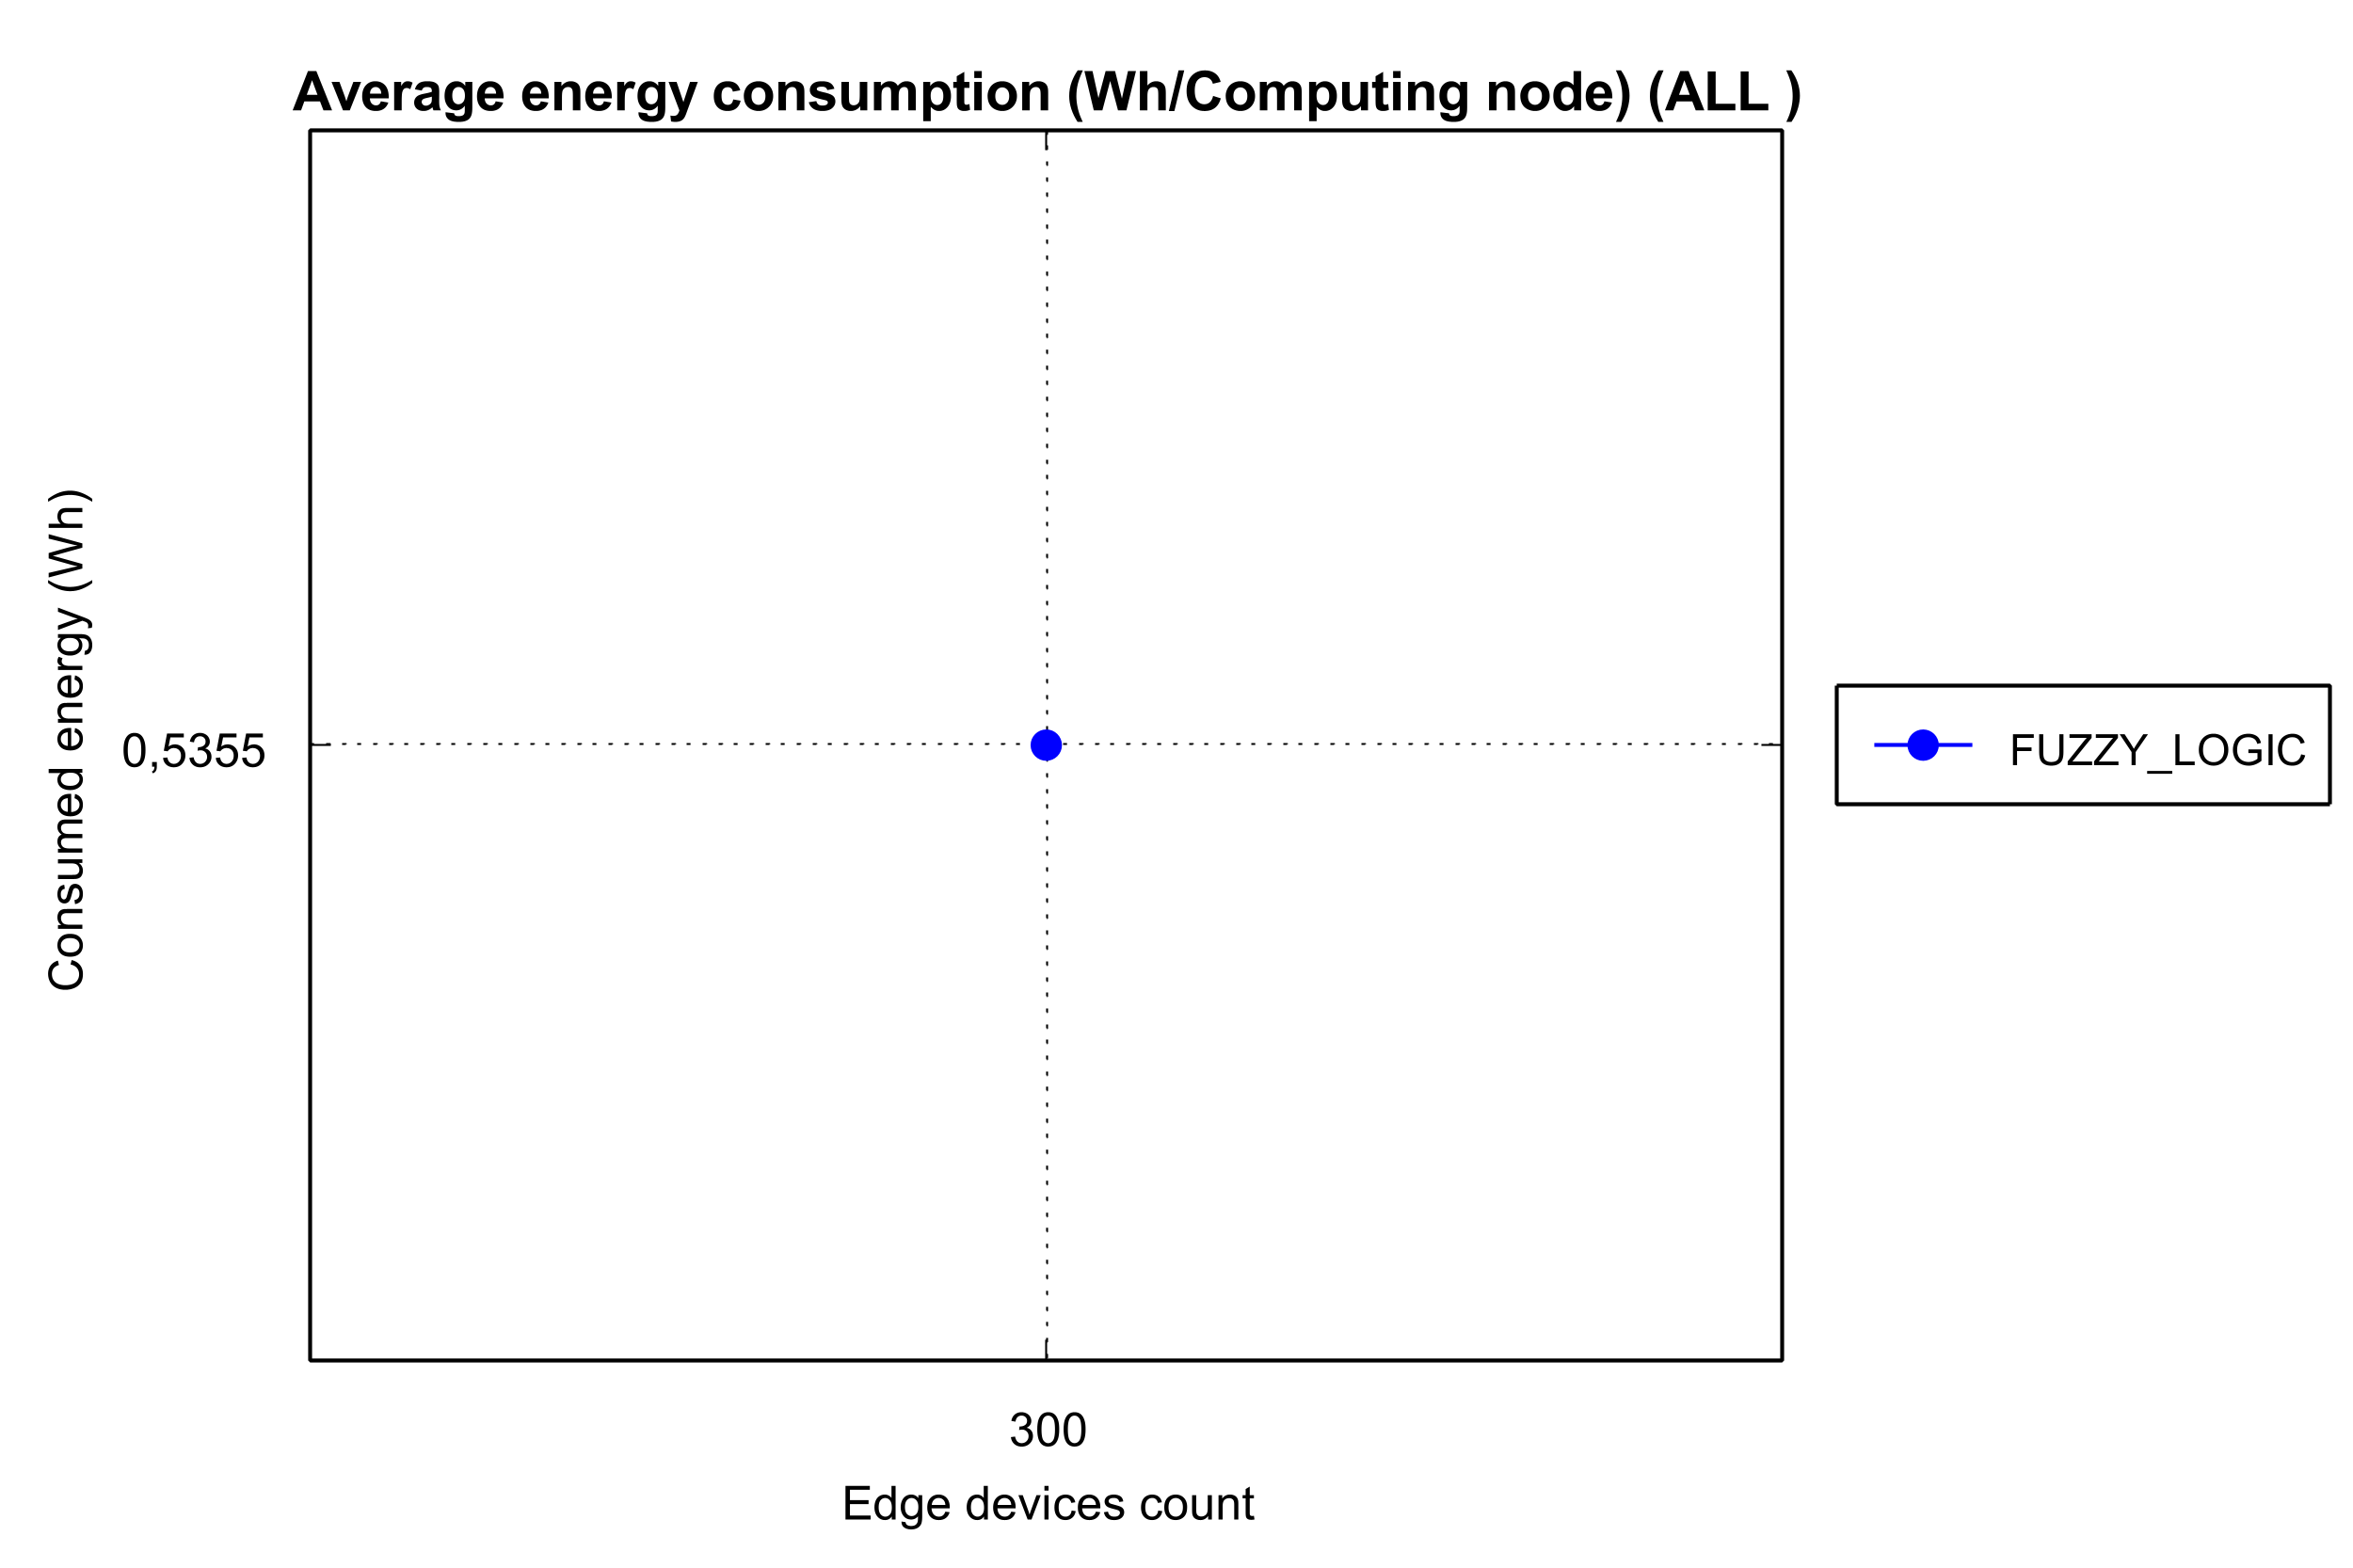 Average energy consumption (Wh/Computing node) (ALL )
Consumed energy (Wh)
0,5355
FUZZY_LOGIC
300
Edge devices count